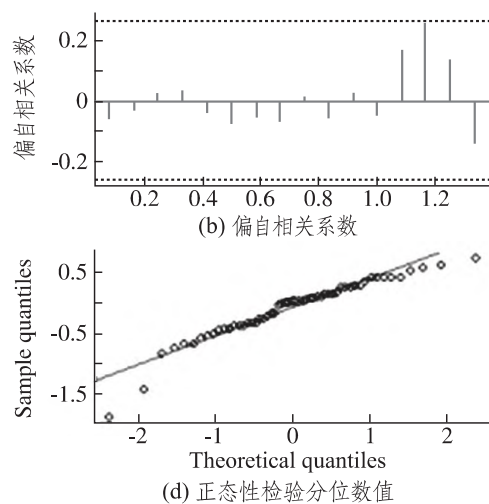 偏自相关系数
0.2
0
-0.2
0.2 0.4 0.6 0.8 1.0 1.2
(b) 偏自相关系数
Sample quantiles
0.5
-0.5
-1.5
-2 -1 0 1 2
Theoretical quantiles
(d) 正态性检验分位数值